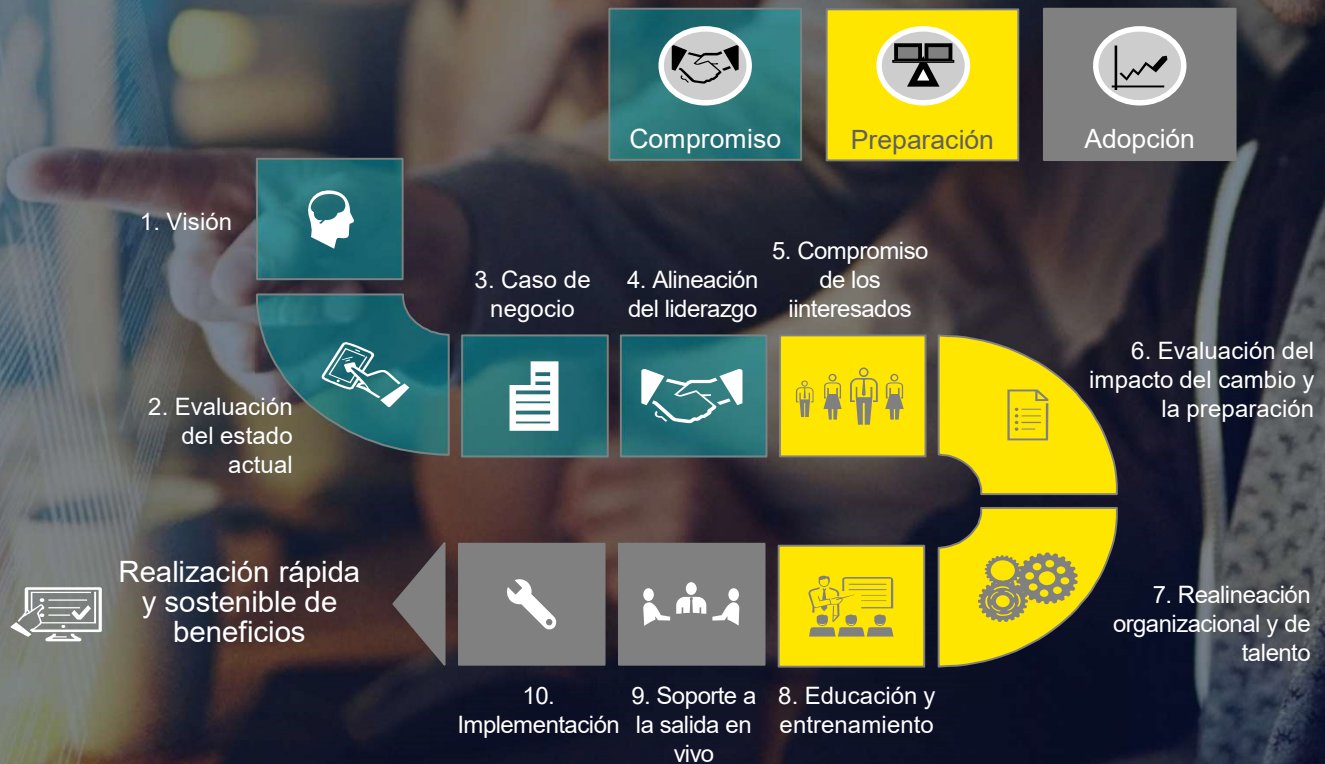 Compromiso
Preparación
Adopción
1. Visión
2. Evaluación
del estado
actual
3. Caso de
negocio
4. Alineación
del liderazgo
5. Compromiso
de los
iinteresados
6. Evaluación del
impacto del cambio y
la preparación
7. Realineación
organizacional y de
talento
8. Educación y
entrenamiento
9. Soporte a
la salida en
vivo
10.
Implementación
Realización rápida
y sostenible de
beneficios